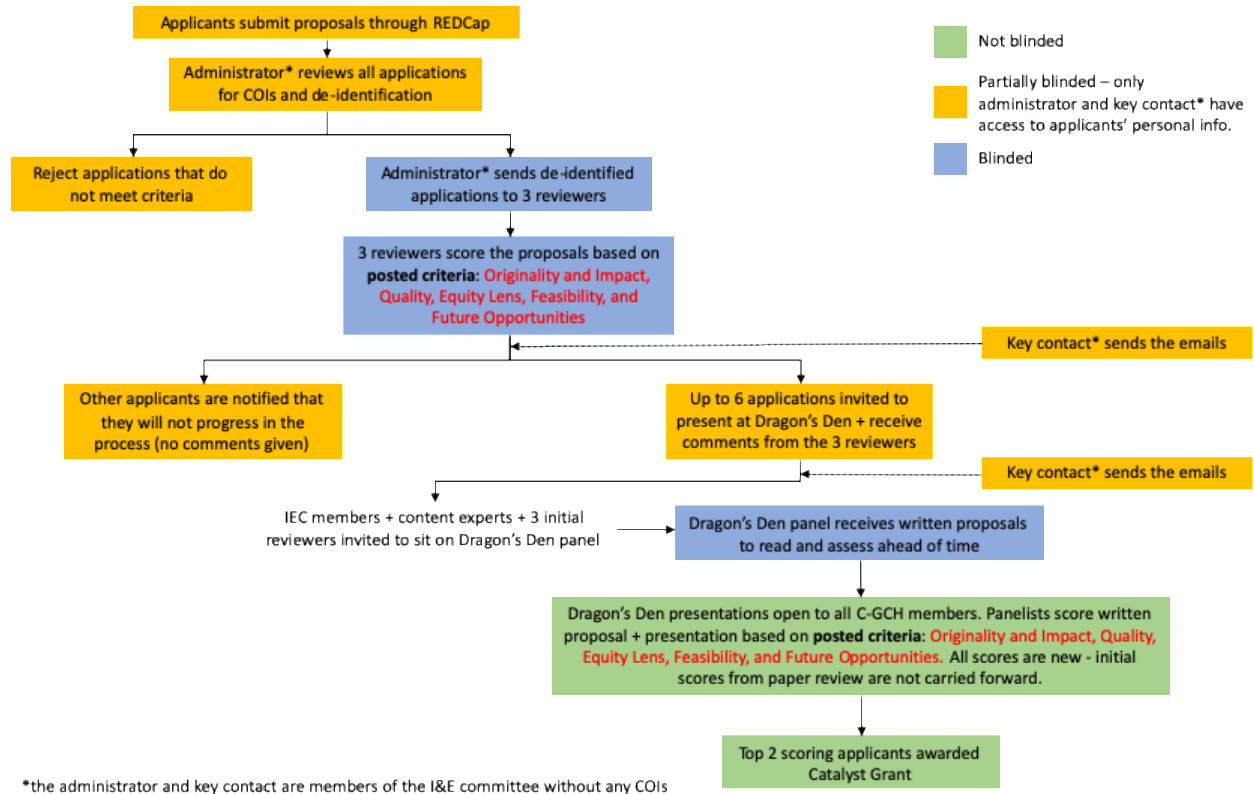 Applicants submit proposals through REDCap
Administrator* reviews all applications
for COIs and de-identification
Not blinded
Partially blinded – only
administrator and key contact* have
access to applicants' personal info.
Blinded
Reject applications that do
not meet criteria
Administrator* sends de-identified
applications to 3 reviewers
3 reviewers score the proposals based on
posted criteria: Originality and Impact,
Quality, Equity Lens, Feasibility, and
Future Opportunities
Key contact* sends the emails
Other applicants are notified that
they will not progress in the
process (no comments given)
Up to 6 applications invited to
present at Dragon's Den + receive
comments from the 3 reviewers
Key contact* sends the emails
IEC members + content experts + 3 initial
reviewers invited to sit on Dragon's Den panel
Dragon's Den panel receives written proposals
to read and assess ahead of time
Dragon's Den presentations open to all C-GCH members. Panelists score written
proposal + presentation based on posted criteria: Originality and Impact, Quality,
Equity Lens, Feasibility, and Future Opportunities. All scores are new - initial
scores from paper review are not carried forward.
Top 2 scoring applicants awarded
Catalyst Grant
*the administrator and key contact are members of the I&E committee without any COIs